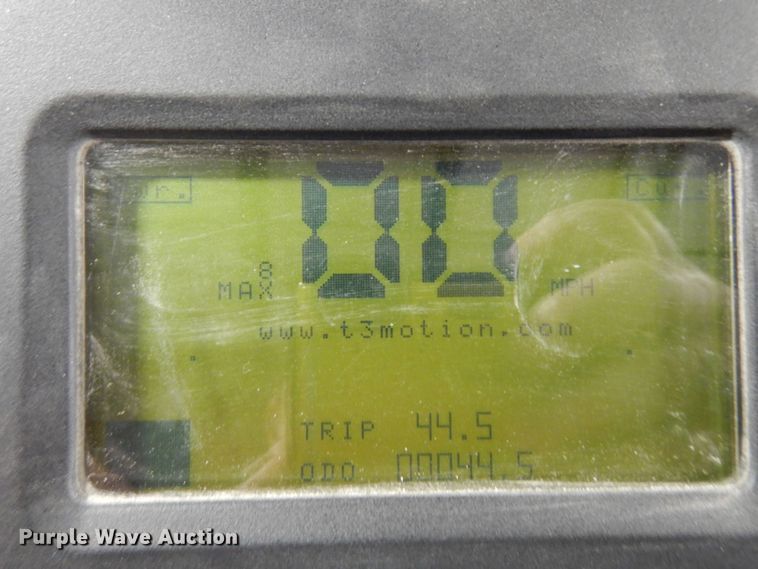 00
8
MAX
MPH
www.t3motion.com
TRIP 44.5
ODO 00044.5
Purple Wave Auction